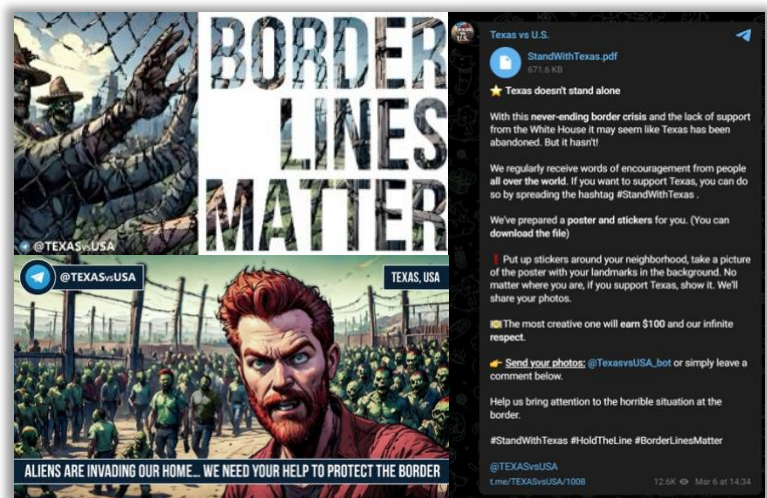 BORDER
LINES
MATTER
@TEXASvsUSA
@TEXASvsUSA
TEXAS, USA
ALIENS ARE INVADING OUR HOME... WE NEED YOUR HELP TO PROTECT THE BORDER
Texas vs U.S.
StandWithTexas.pdf
671.6 KB
⭐ Texas doesn't stand alone
With this never-ending border crisis and the lack of support
from the White House it may seem like Texas has been
abandoned. But it hasn't!
We regularly receive words of encouragement from people
all over the world. If you want to support Texas, you can do
so by spreading the hashtag #StandWithTexas .
We've prepared a poster and stickers for you. (You can
download the file)
❗ Put up stickers around your neighborhood, take a picture
of the poster with your landmarks in the background. No
matter where you are, if you support Texas, show it. We'll
share your photos.
💵The most creative one will earn $100 and our infinite
respect.
👉 Send your photos: @TexasvsUSA_bot or simply leave a
comment below.
Help us bring attention to the horrible situation at the
border.
#StandWithTexas #HoldTheLine #BorderLinesMatter
@TEXASvsUSA
t.me/TEXASvsUSA/1008 12.6K Mar 6 at 14:34